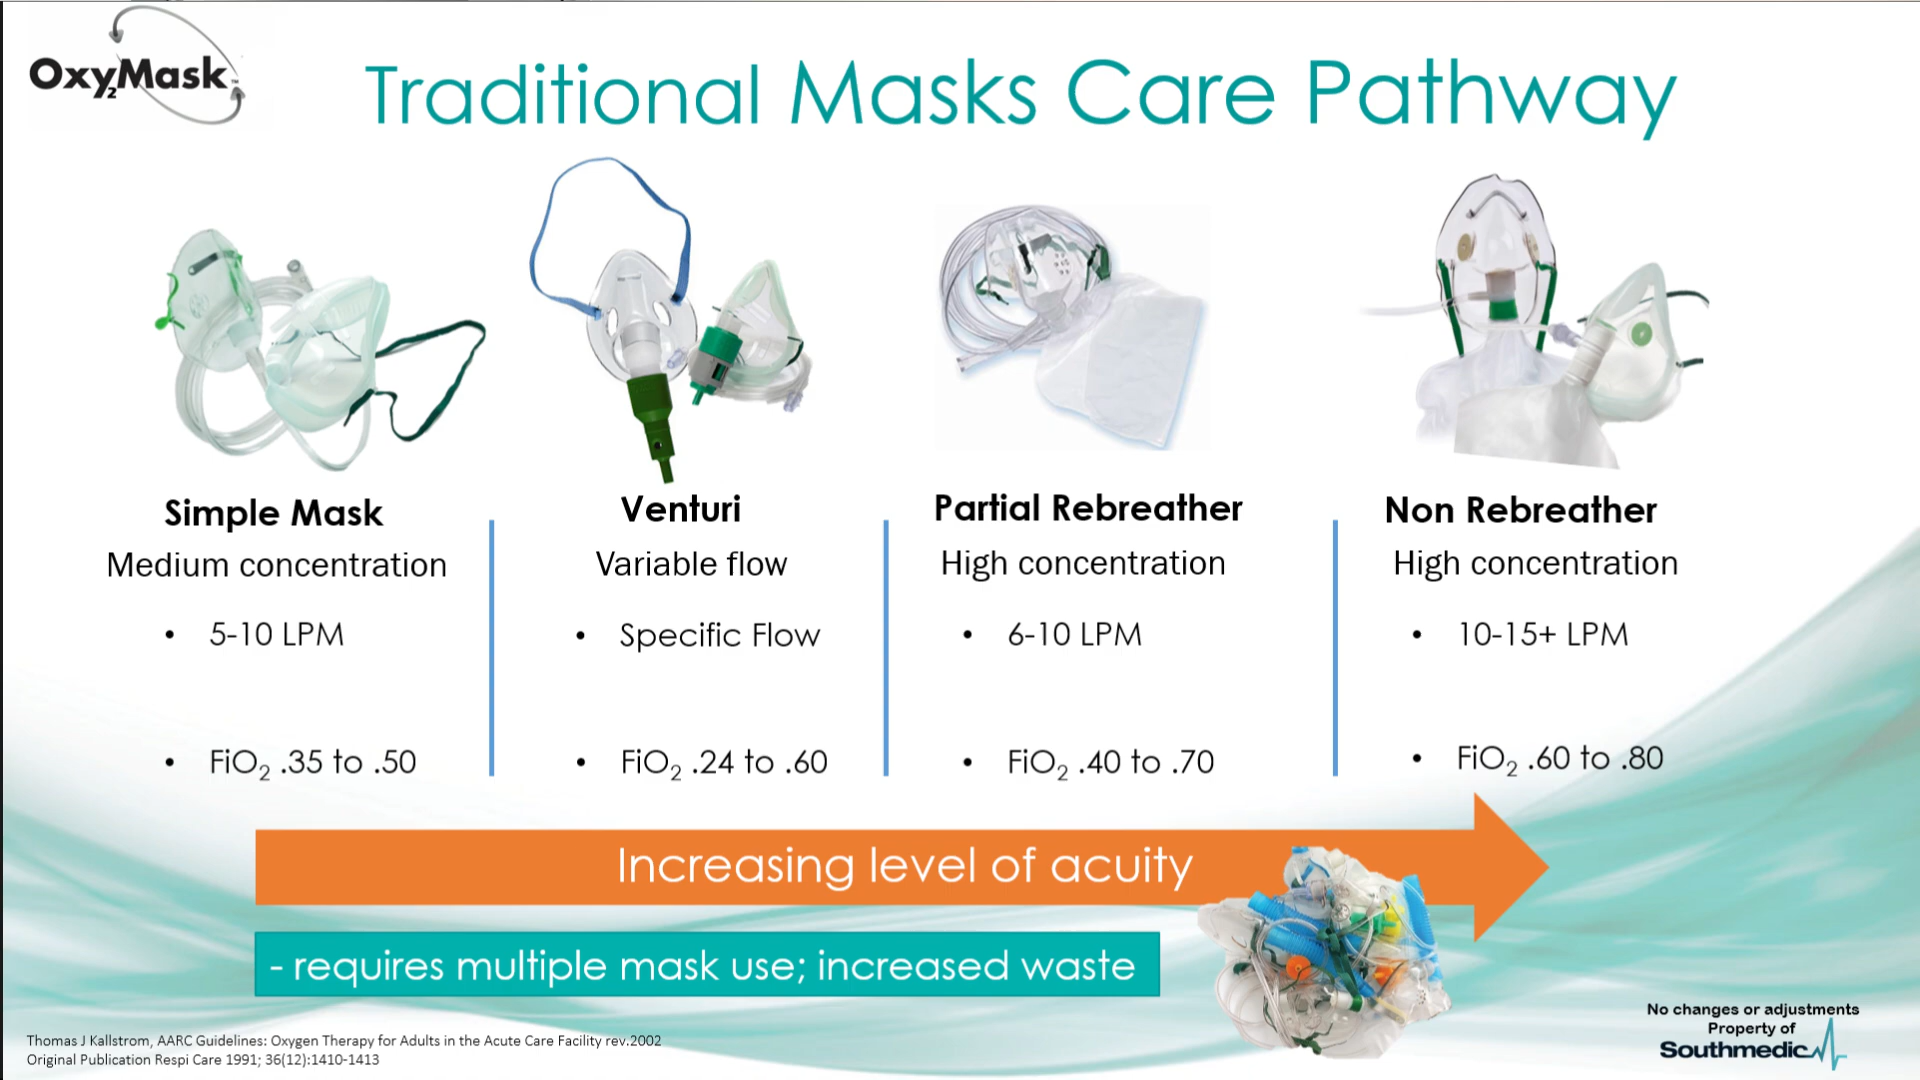 OxyMask™
2
Traditional Masks Care Pathway
Simple Mask
Medium concentration
• 5-10 LPM
• FiO2 .35 to .50
Venturi
Variable flow
• Specific Flow
• FiO2 .24 to .60
Partial Rebreather
High concentration
• 6-10 LPM
• FiO2 .40 to .70
Non Rebreather
High concentration
• 10-15+ LPM
• FiO2 .60 to .80
Increasing level of acuity
- requires multiple mask use; increased waste
Thomas J Kallstrom, AARC Guidelines: Oxygen Therapy for Adults in the Acute Care Facility rev.2002
Original Publication Respi Care 1991; 36(12):1410-1413
No changes or adjustments
Property of
Southmedic